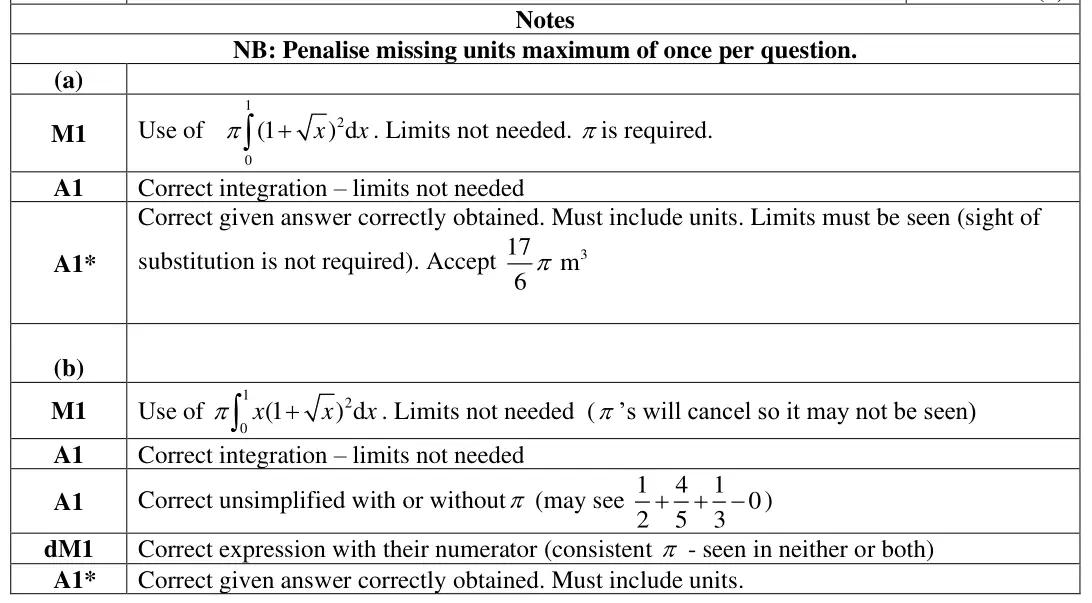 Notes
NB: Penalise missing units maximum of once per question.
(a)
M1 Use of π∫₀¹(1+√x)²dx. Limits not needed. π is required.
A1 Correct integration – limits not needed
A1* Correct given answer correctly obtained. Must include units. Limits must be seen (sight of
substitution is not required). Accept 17/6 π m³
(b)
M1 Use of π∫₀¹x(1+√x)²dx. Limits not needed (π's will cancel so it may not be seen)
A1 Correct integration – limits not needed
A1 Correct unsimplified with or without π (may see 1/2 + 4/5 + 1/3 − 0)
dM1 Correct expression with their numerator (consistent π - seen in neither or both)
A1* Correct given answer correctly obtained. Must include units.